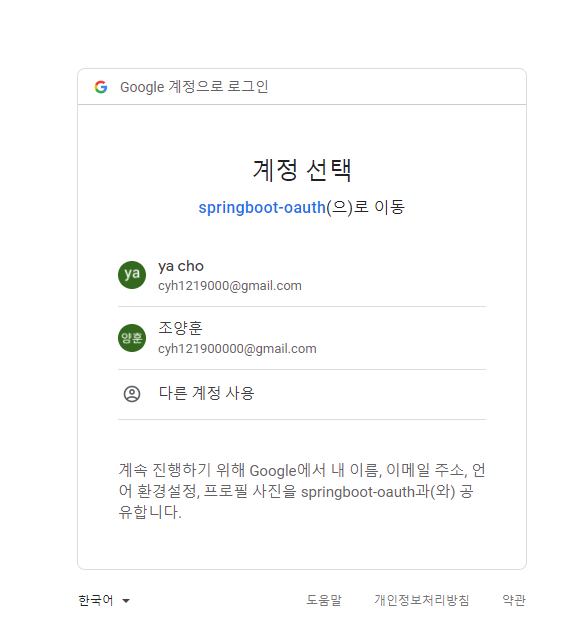 Google 계정으로 로그인
계정 선택
springboot-oauth(으)로 이동
ya
ya cho
cyh1219000@gmail.com
양훈
조양훈
cyh121900000@gmail.com
다른 계정 사용
계속 진행하기 위해 Google에서 내 이름, 이메일 주소, 언
어 환경설정, 프로필 사진을 springboot-oauth과(와) 공
유합니다.
한국어 도움말 개인정보처리방침 약관